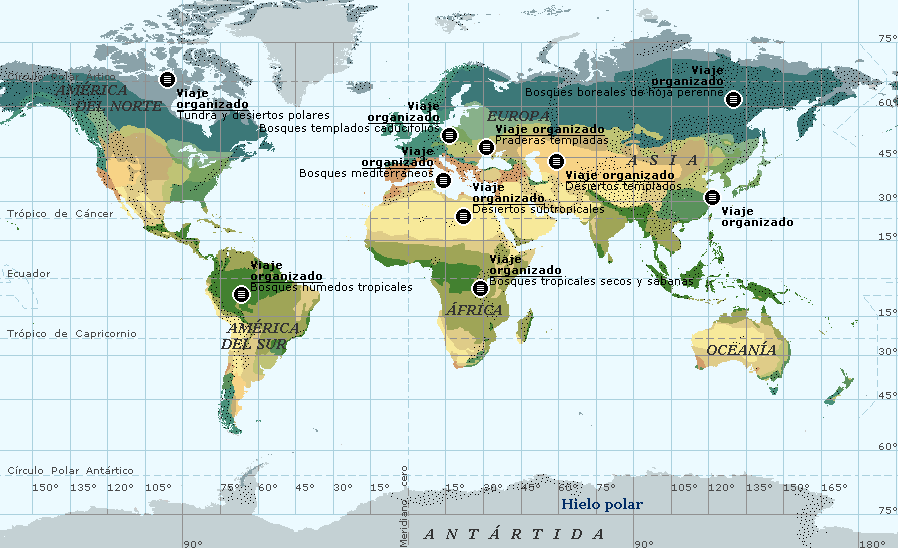 75°
Círculo Polar Ártico
AMÉRICA
DEL NORTE
Viaje
organizado
Tundra y desiertos polares
Viaje
organizado
Bosques boreales de hoja perenne
60°
Viaje
organizado
Bosques templados caducifolios
EUROPA
Viaje organizado
Praderas templadas
45°
Viaje
organizado
Bosques mediterráneos
ASIA
Viaje organizado
Desiertos templados
Viaje
organizado
Desiertos subtropicales
30°
Viaje
organizado
Trópico de Cáncer
15°
Viaje
organizado
Bosques húmedos tropicales
Viaje
organizado
Bosques tropicales secos y sabanas
Ecuador
ÁFRICA
15°
AMÉRICA
DEL SUR
Trópico de Capricornio
OCEANÍA
30°
45°
60°
Círculo Polar Antártico
Meridiano cero
150° 135° 120° 105° 75° 60° 45° 30° 15° 15° 30° 45° 60° 75° 105° 120° 135° 150° 165°
Hielo polar
75°
ANTÁRTIDA
90° 90° 180°